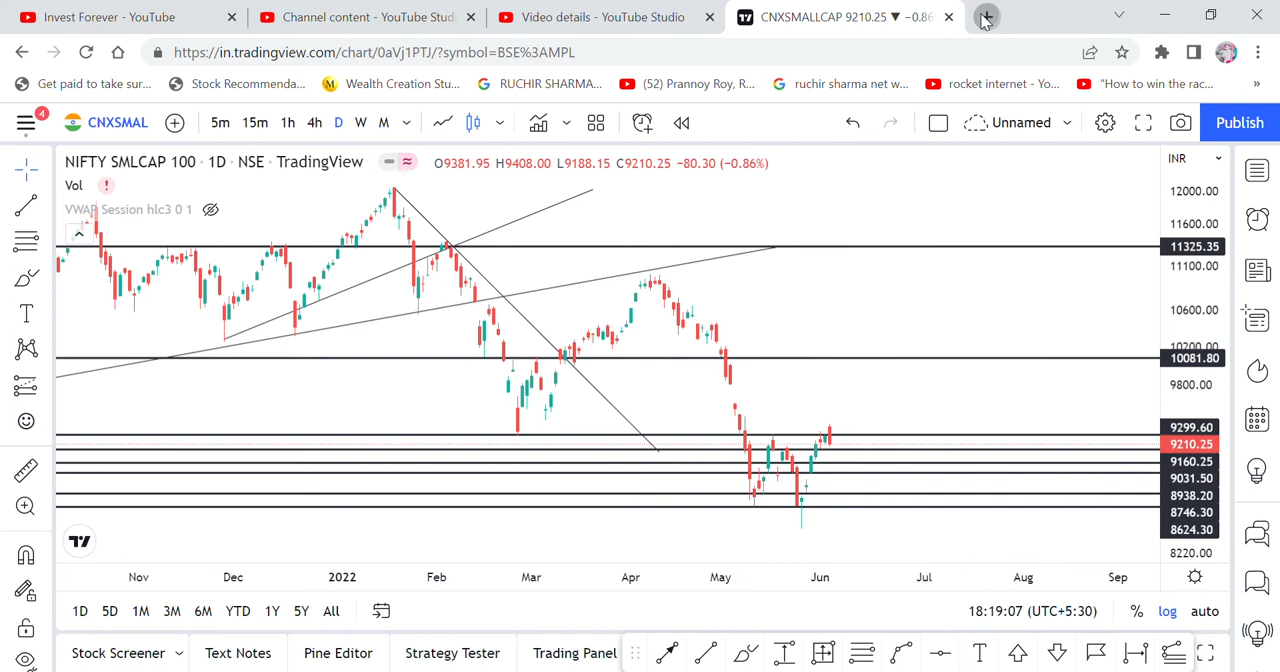 Invest Forever - YouTube
Channel content - YouTube Studi
Video details - YouTube Studio
CNXSMALLCAP 9210.25 ▼ −0.86
https://in.tradingview.com/chart/0aVj1PTJ/?symbol=BSE%3AMPL
Get paid to take sur...
Stock Recommenda...
Wealth Creation Stu...
RUCHIR SHARMA...
(52) Prannoy Roy, R...
ruchir sharma net w...
rocket internet - Yo...
"How to win the rac...
»
4
CNXSMAL
5m 15m 1h 4h D W M
Unnamed
Publish
NIFTY SMLCAP 100 · 1D · NSE · TradingView
O9381.95 H9408.00 L9188.15 C9210.25 −80.30 (−0.86%)
INR
Vol
VWAP Session hlc3 0 1
12000.00
11600.00
11325.35
11100.00
10600.00
10200.00
10081.80
9800.00
9299.60
9210.25
9160.25
9031.50
8938.20
8746.30
8624.30
8220.00
Nov Dec 2022 Feb Mar Apr May Jun Jul Aug Sep
1D 5D 1M 3M 6M YTD 1Y 5Y All
18:19:07 (UTC+5:30)
% log auto
Stock Screener
Text Notes
Pine Editor
Strategy Tester
Trading Panel